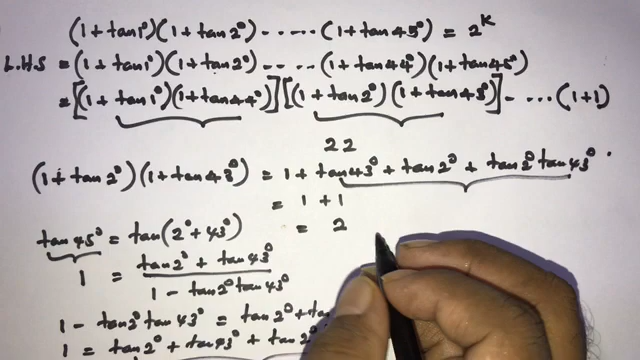 (1+tan1°)(1+tan2°)------(1+tan45°) = 2^k
L.H.S = (1+tan1°)(1+tan2°)-----(1+tan44°)(1+tan45°)
= [(1+tan1°)(1+tan44°)][(1+tan2°)(1+tan43°)]----(1+1)
22
(1+tan2°)(1+tan43°) = 1+tan43°+tan2°+tan2°tan43°.
= 1+1
tan45° = tan(2°+43°) = 2
1 = tan2°+tan43°
1-tan2°tan43°
1-tan2°tan43° = tan2°+ta
1 = tan2°+tan43°+tan2°